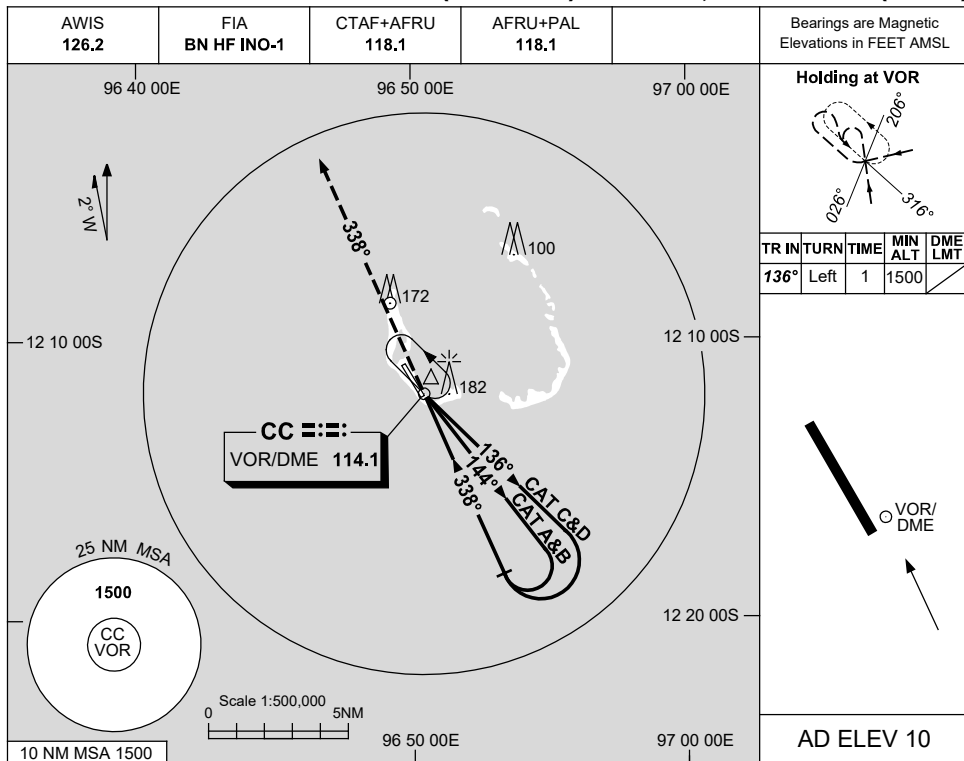 AWIS
126.2
FIA
BN HF INO-1
CTAF+AFRU
118.1
AFRU+PAL
118.1
Bearings are Magnetic
Elevations in FEET AMSL
96 40 00E
96 50 00E
97 00 00E
2° W
338°
100
172
12 10 00S
12 10 00S
182
CC
VOR/DME 114.1
136°
CAT C&D
144°
CAT A&B
338°
25 NM MSA
1500
CC
VOR
12 20 00S
Scale 1:500,000
0
5NM
10 NM MSA 1500
96 50 00E
97 00 00E
Holding at VOR
206°
026°
316°
TR IN
TURN
TIME
MIN
ALT
DME
LMT
136°
Left
1
1500
VOR/
DME
AD ELEV 10